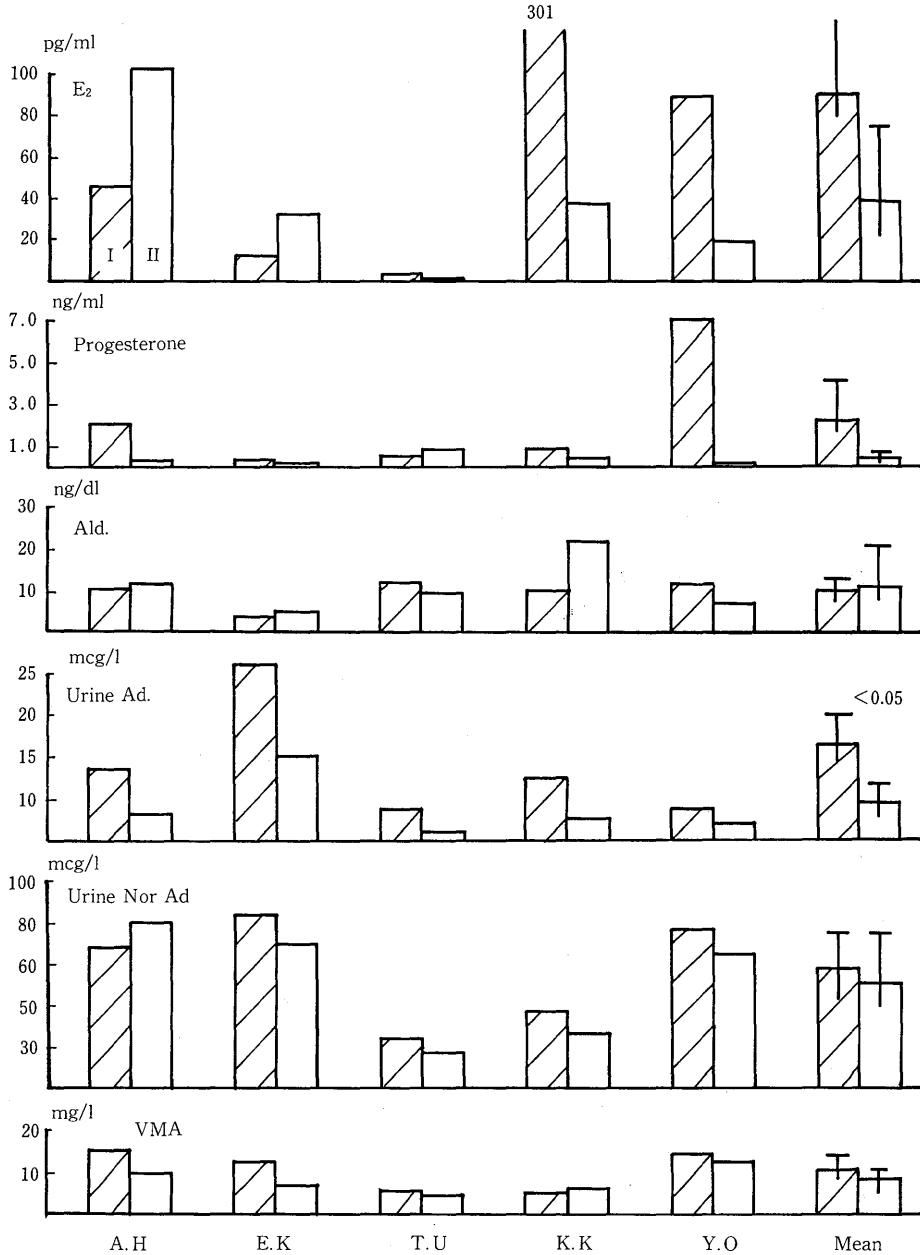 301
pg/ml
100
E₂
80
60
40
20
I II
ng/ml
7.0
Progesterone
5.0
3.0
1.0
ng/dl
30
Ald.
20
10
mcg/l
25
Urine Ad.
<0.05
20
15
10
mcg/l
100
Urine Nor Ad
80
60
50
30
mg/l
VMA
20
10
A.H E.K T.U K.K Y.O Mean